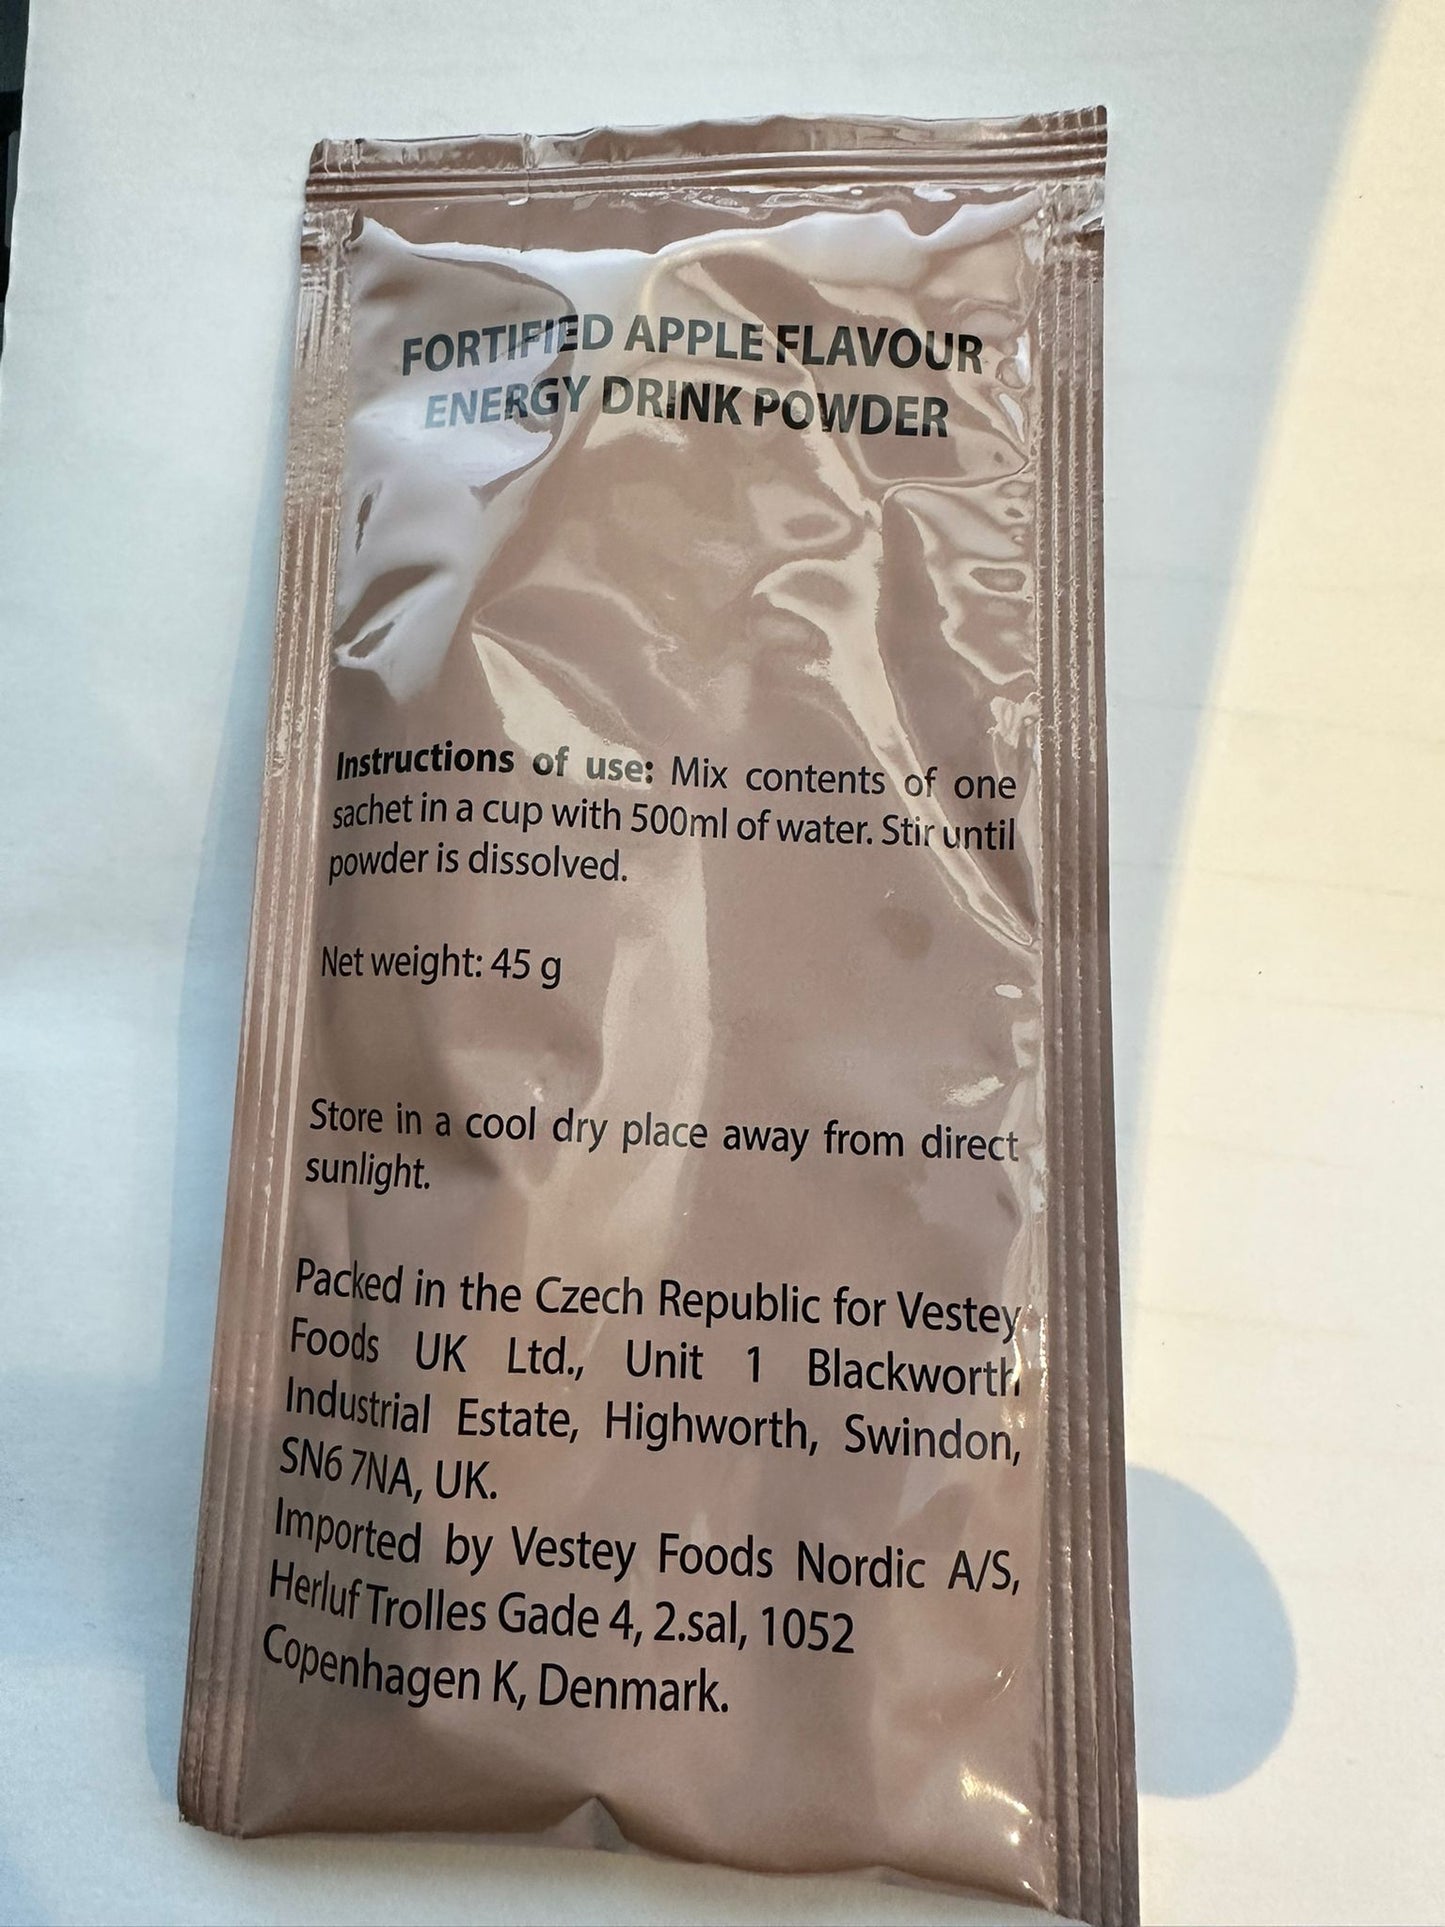 FORTIFIED APPLE FLAVOUR
ENERGY DRINK POWDER
Instructions of use: Mix contents of one
sachet in a cup with 500ml of water. Stir until
powder is dissolved.
Net weight: 45 g
Store in a cool dry place away from direct
sunlight.
Packed in the Czech Republic for Vestey
Foods UK Ltd., Unit 1 Blackworth
Industrial Estate, Highworth, Swindon,
SN6 7NA, UK.
Imported by Vestey Foods Nordic A/S,
Herluf Trolles Gade 4, 2.sal, 1052
Copenhagen K, Denmark.